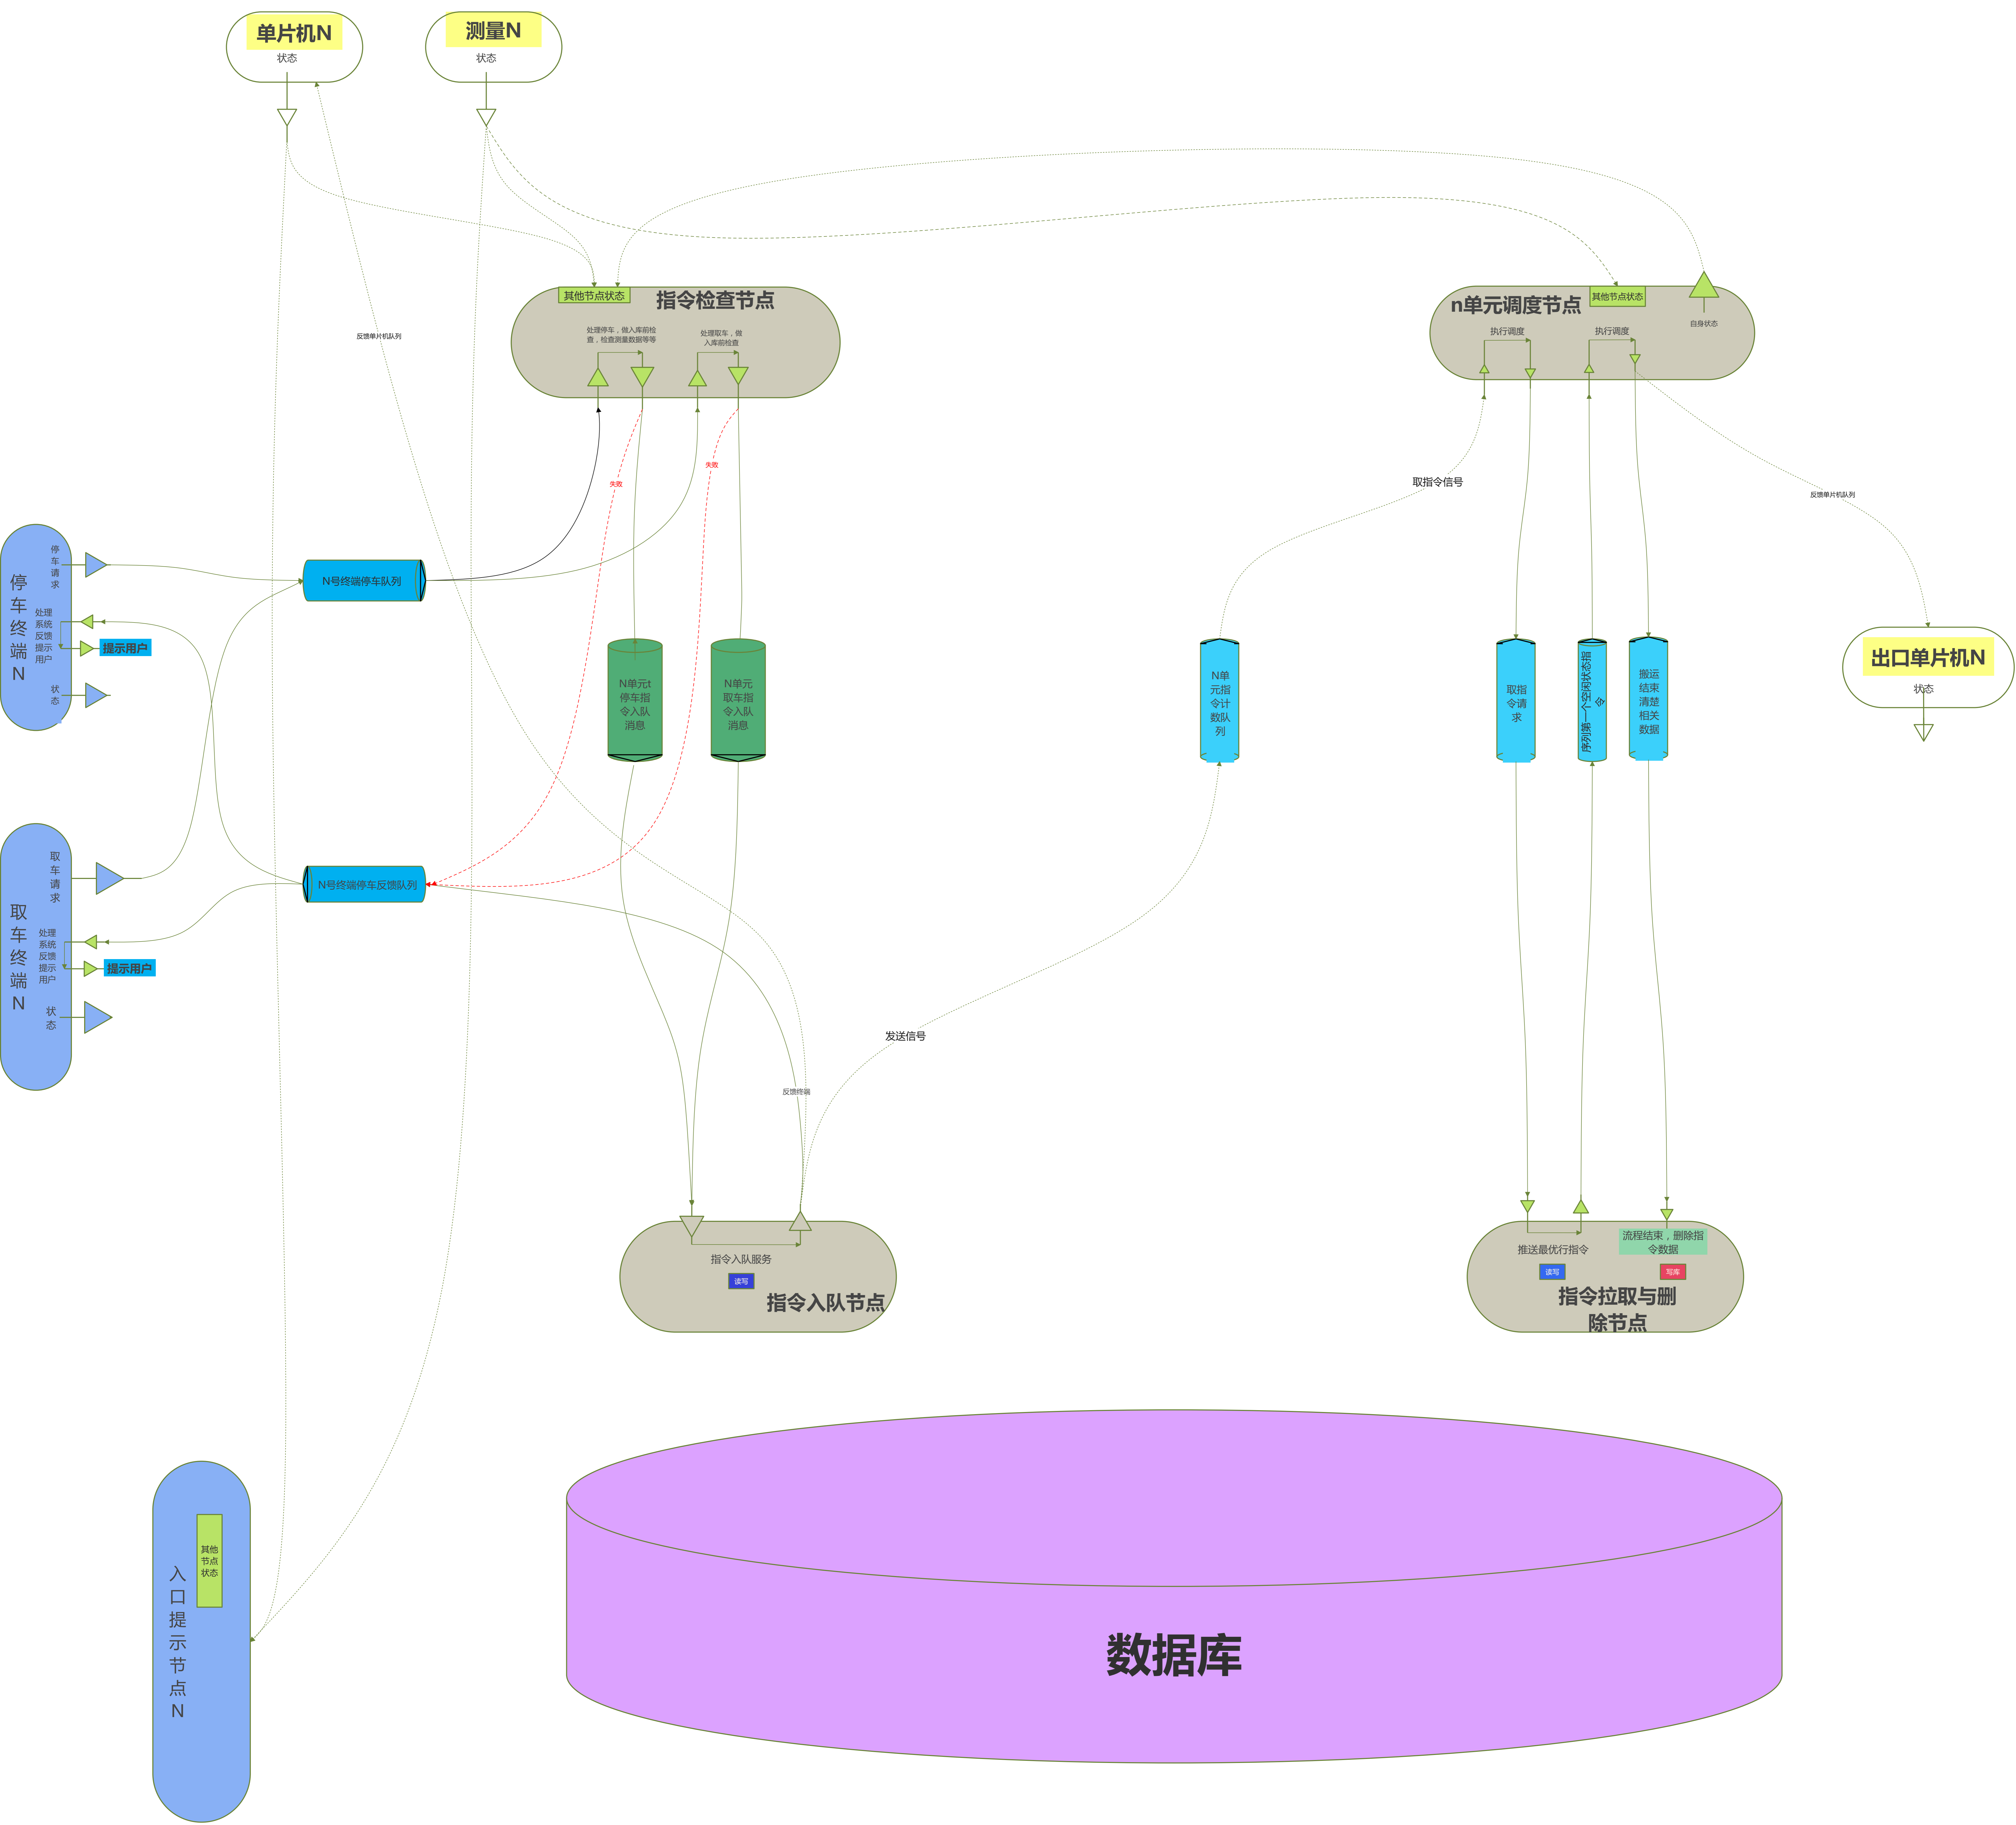 单片机N
状态
测量N
状态
其他节点状态
指令检查节点
处理停车，做入库前检
查，检查测量数据等等
处理取车，做
入库前检查
n单元调度节点
其他节点状态
自身状态
执行调度
执行调度
反馈单片机队列
失败
失败
取指令信号
反馈单片机队列
停
车
终
端
N
停
车
请
求
处理
系统
反馈
提示
用户
提示用户
状
态
N号终端停车队列
N单元t
停车指
令入队
消息
N单元
取车指
令入队
消息
N单
元指
令计
数队
列
取指
令请
求
序列第一个空闲状态指
令
搬运
结束
清楚
相关
数据
出口单片机N
状态
取
车
终
端
N
取
车
请
求
处理
系统
反馈
提示
用户
提示用户
状
态
N号终端停车反馈队列
发送信号
反馈终端
指令入队服务
读写
指令入队节点
推送最优行指令
读写
流程结束，删除指
令数据
写库
指令拉取与删
除节点
入
口
提
示
节
点
N
其他
节点
状态
数据库